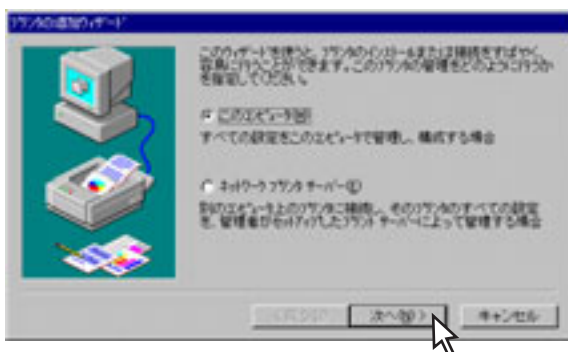 プリンタの追加ウィザード
このウィザードを使うと、プリンタのインストールまたは接続をすばやく、
容易に行うことができます。このプリンタの管理をどのように行うか
を指定してください。
このコンピュータ(M)
すべての設定をこのコンピュータで管理し、構成する場合
ネットワーク プリンタ サーバー(E)
別のコンピュータ上のプリンタに接続し、そのプリンタのすべての設定
を、管理者がセットアップしたプリント サーバーによって管理する場合
< 戻る(B)
次へ(N) >
キャンセル